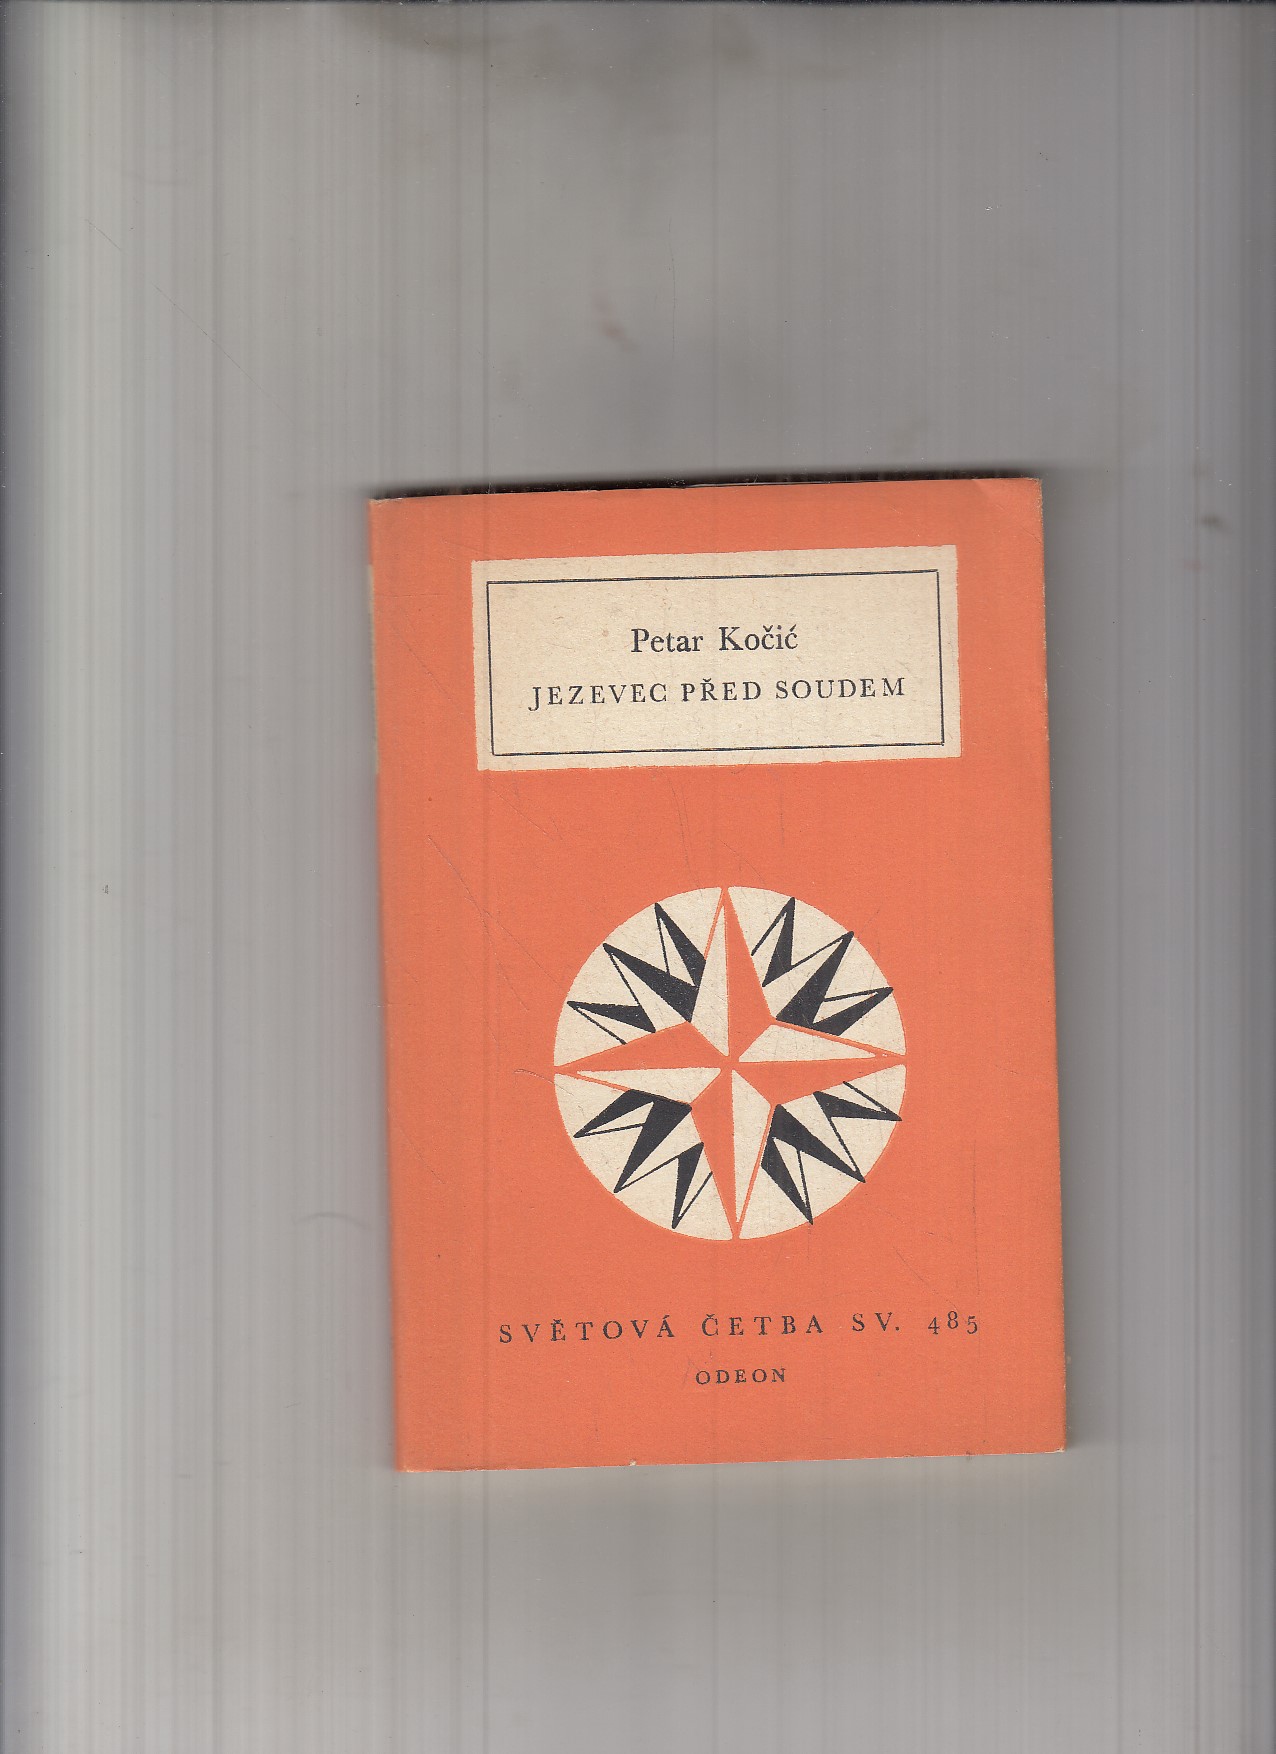 Petar Kočić
JEZEVEC PŘED SOUDEM
SVĚTOVÁ ČETBA SV. 485
ODEON